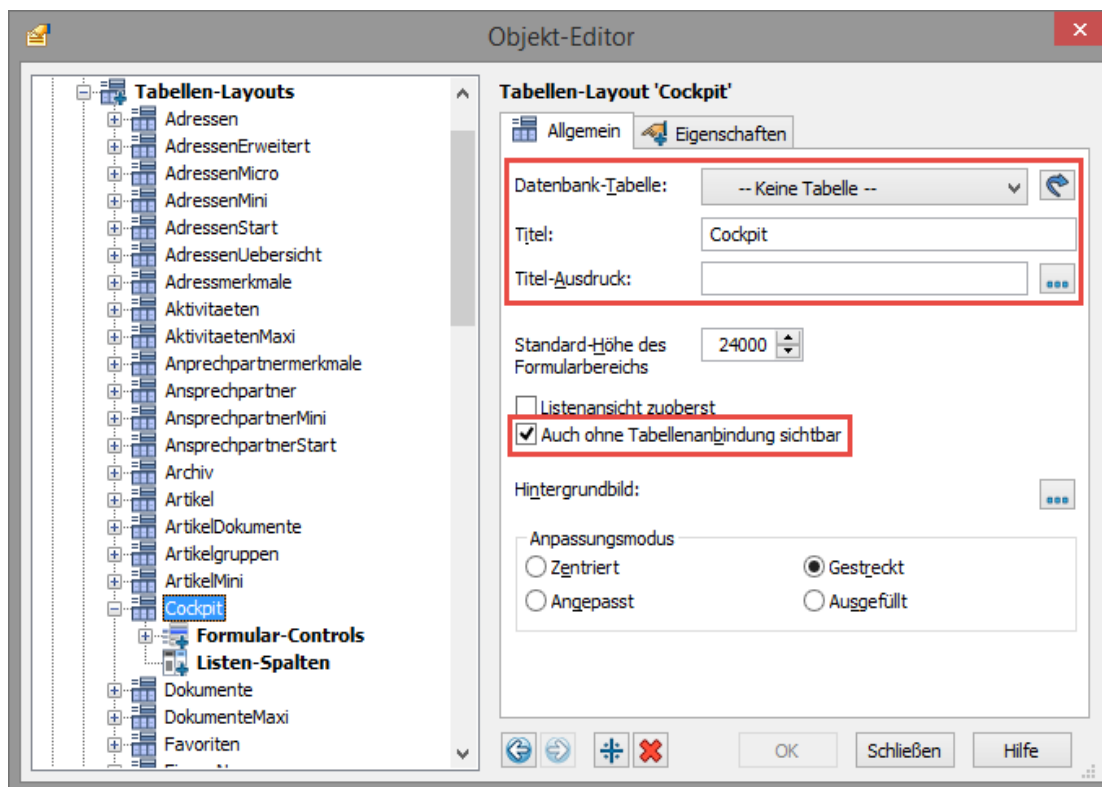 Objekt-Editor
Tabellen-Layouts
Adressen
AdressenErweitert
AdressenMicro
AdressenMini
AdressenStart
AdressenUebersicht
Adressmerkmale
Aktivitaeten
AktivitaetenMaxi
Anprechpartnermerkmale
Ansprechpartner
AnsprechpartnerMini
AnsprechpartnerStart
Archiv
Artikel
ArtikelDokumente
Artikelgruppen
ArtikelMini
Cockpit
Formular-Controls
Listen-Spalten
Dokumente
DokumenteMaxi
Favoriten
Tabellen-Layout 'Cockpit'
Allgemein
Eigenschaften
Datenbank-Tabelle:
-- Keine Tabelle --
Titel:
Cockpit
Titel-Ausdruck:
Standard-Höhe des
Formularbereichs
24000
Listenansicht zuoberst
Auch ohne Tabellenanbindung sichtbar
Hintergrundbild:
Anpassungsmodus
Zentriert
Gestreckt
Angepasst
Ausgefüllt
OK
Schließen
Hilfe